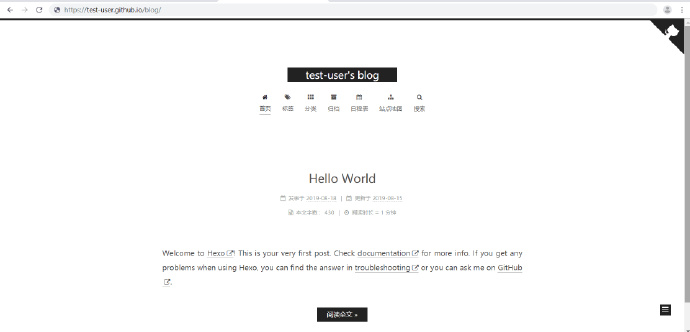 https://test-user.github.io/blog/
test-user's blog
首页 标签 分类 归档 日程表 站点地图 搜索
Hello World
发表于 2019-08-14 | 更新于 2019-08-15
本文字数： 430 | 阅读时长 ≈ 1 分钟
Welcome to Hexo! This is your very first post. Check documentation for more info. If you get any
problems when using Hexo, you can find the answer in troubleshooting or you can ask me on GitHub
.
阅读全文 »